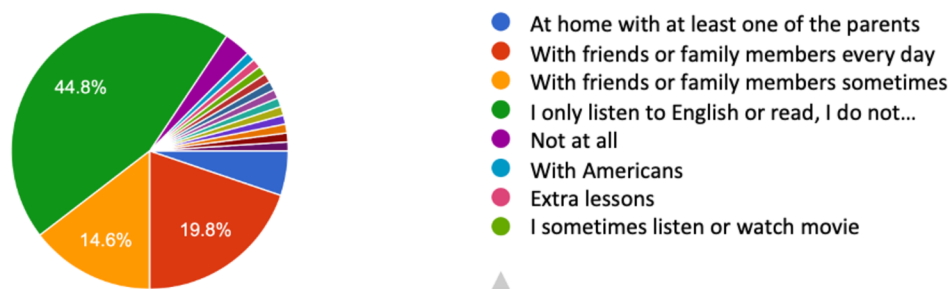 44.8%
14.6%
19.8%
At home with at least one of the parents
With friends or family members every day
With friends or family members sometimes
I only listen to English or read, I do not...
Not at all
With Americans
Extra lessons
I sometimes listen or watch movie